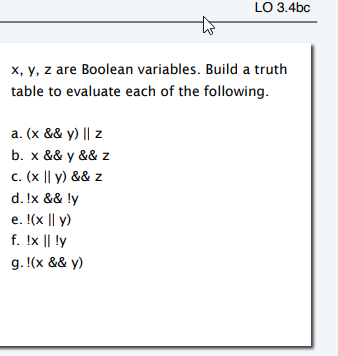 LO 3.4bc
x, y, z are Boolean variables. Build a truth
table to evaluate each of the following.
a. (x && y) || z
b. x && y && z
c. (x || y) && z
d. !x && !y
e. !(x || y)
f. !x || !y
g. !(x && y)